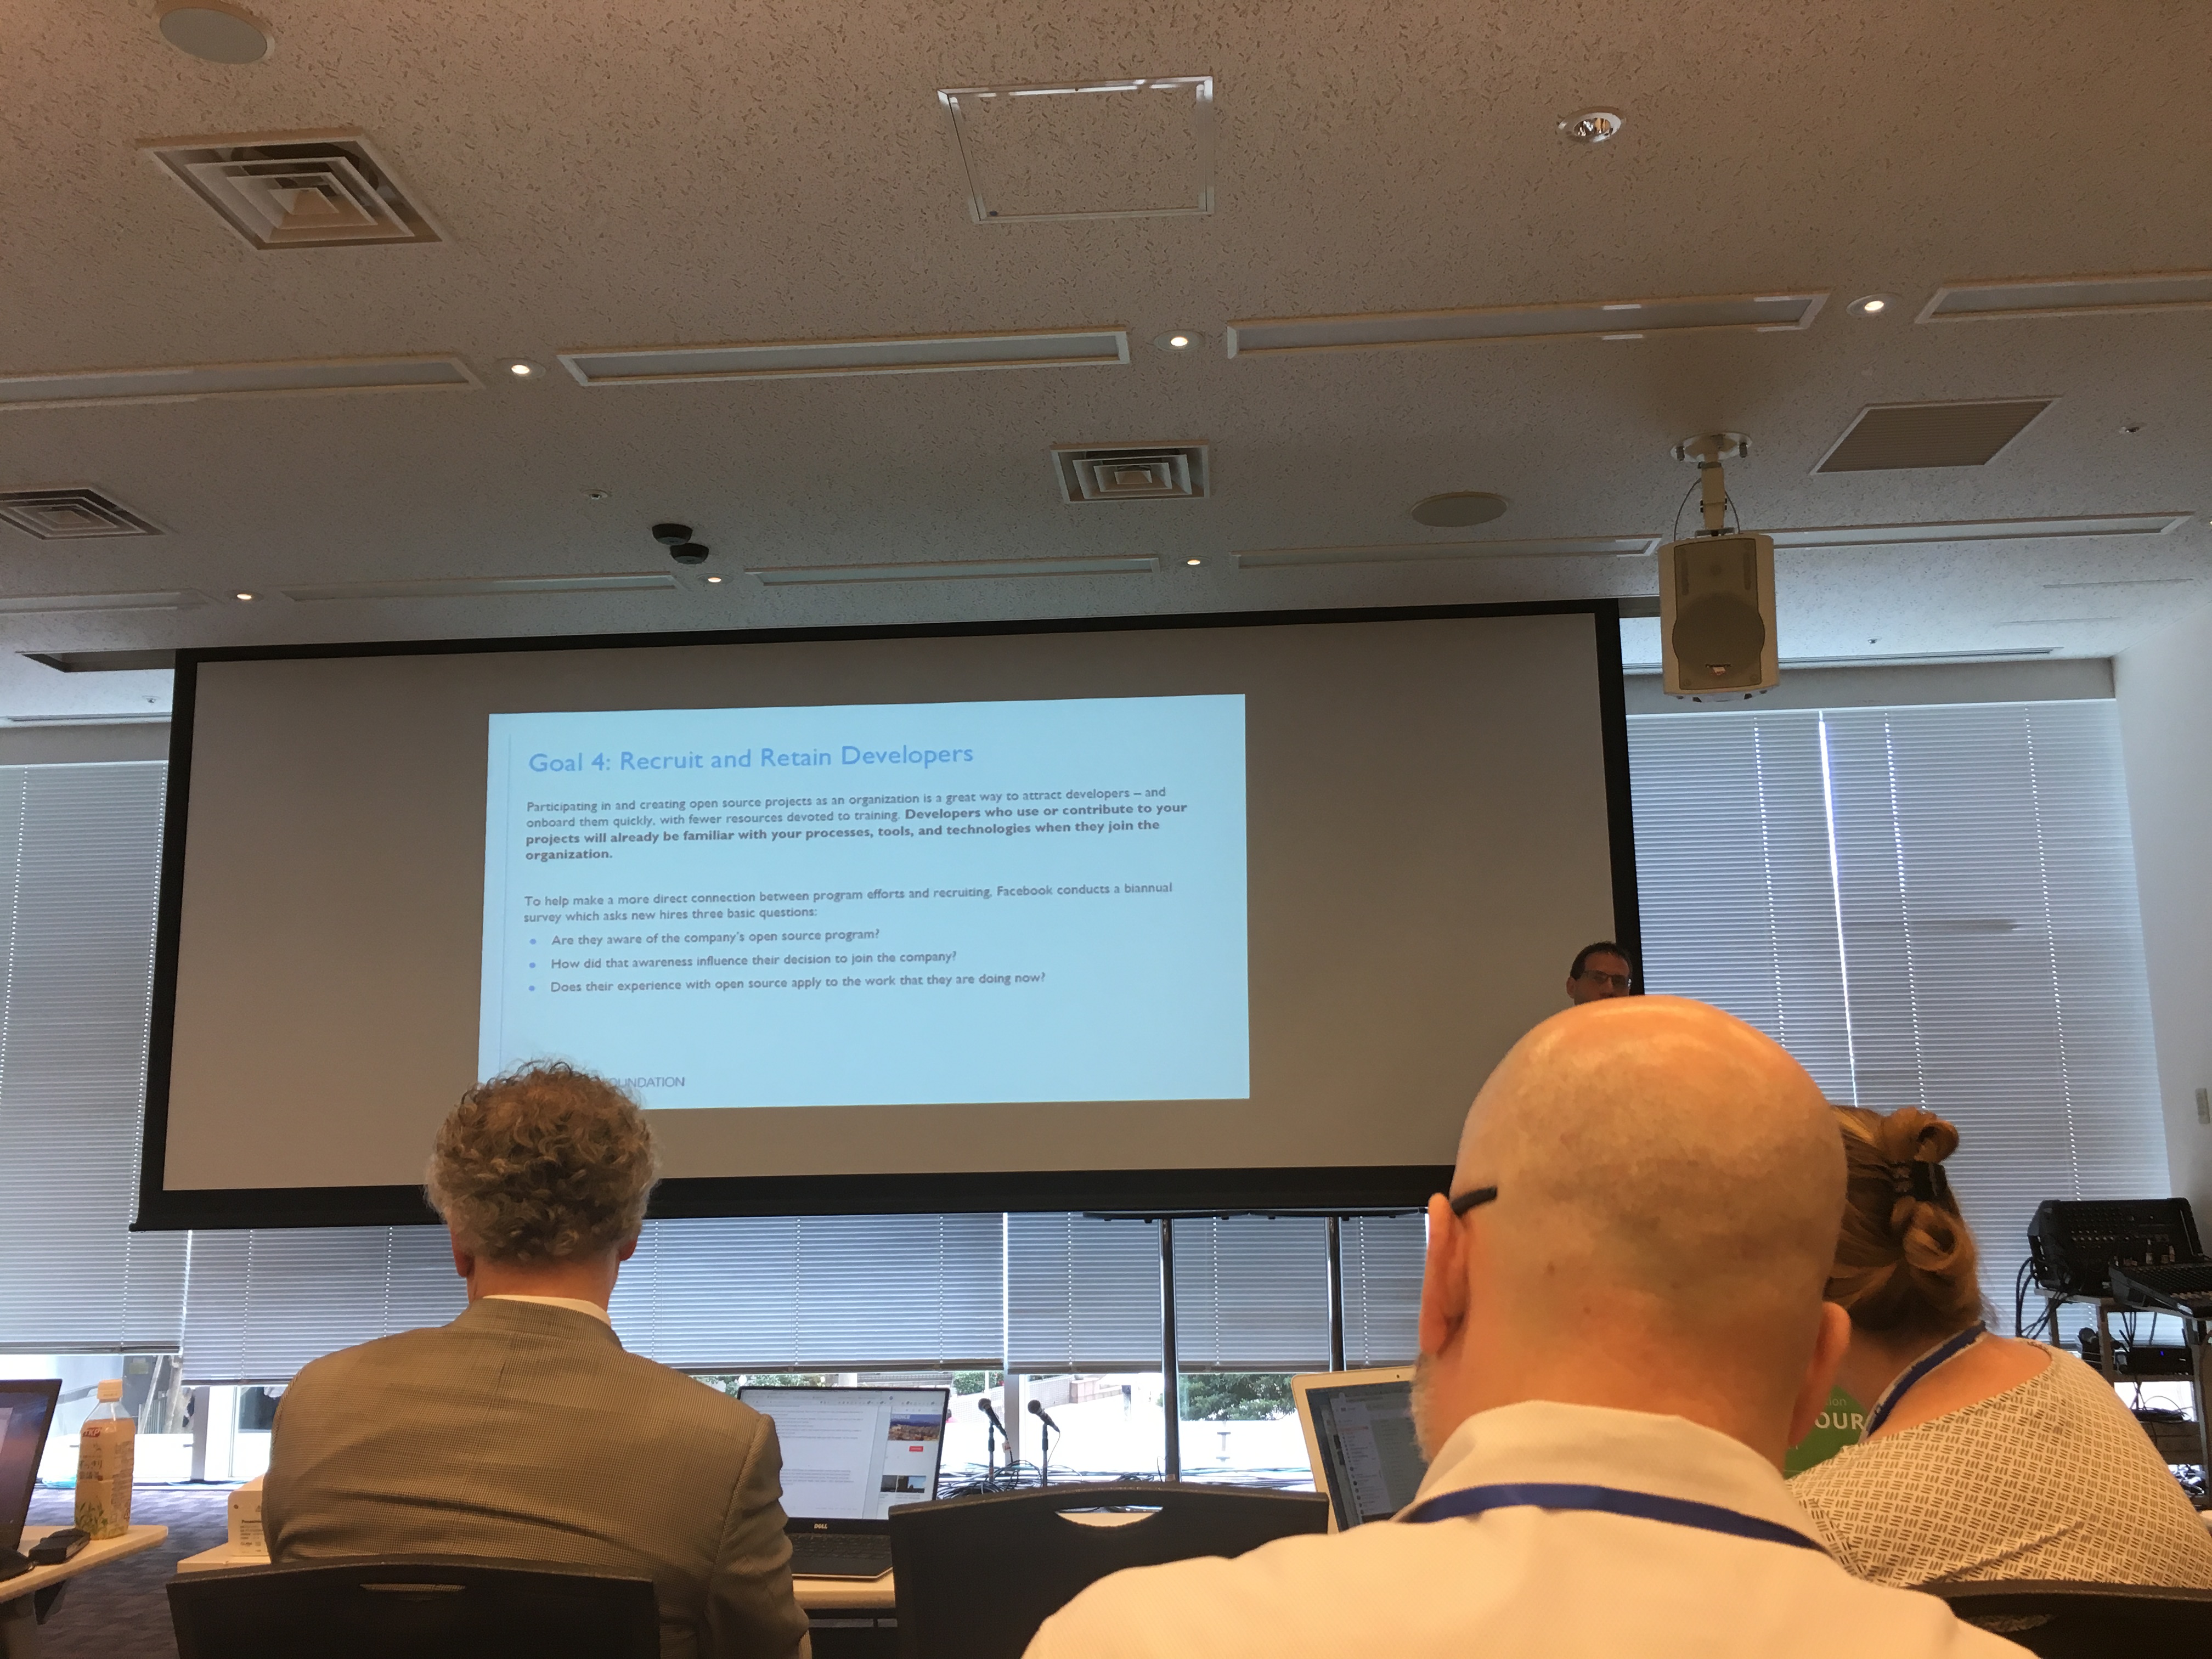 Goal 4: Recruit and Retain Developers
Participating in and creating open source projects as an organization is a great way to attract developers – and
onboard them quickly, with fewer resources devoted to training. Developers who use or contribute to your
projects will already be familiar with your processes, tools, and technologies when they join the
organization.
To help make a more direct connection between program efforts and recruiting, Facebook conducts a biannual
survey which asks new hires three basic questions:
• Are they aware of the company's open source program?
• How did that awareness influence their decision to join the company?
• Does their experience with open source apply to the work that they are doing now?
OUNDATION
TKP
DELL
tion
OUR